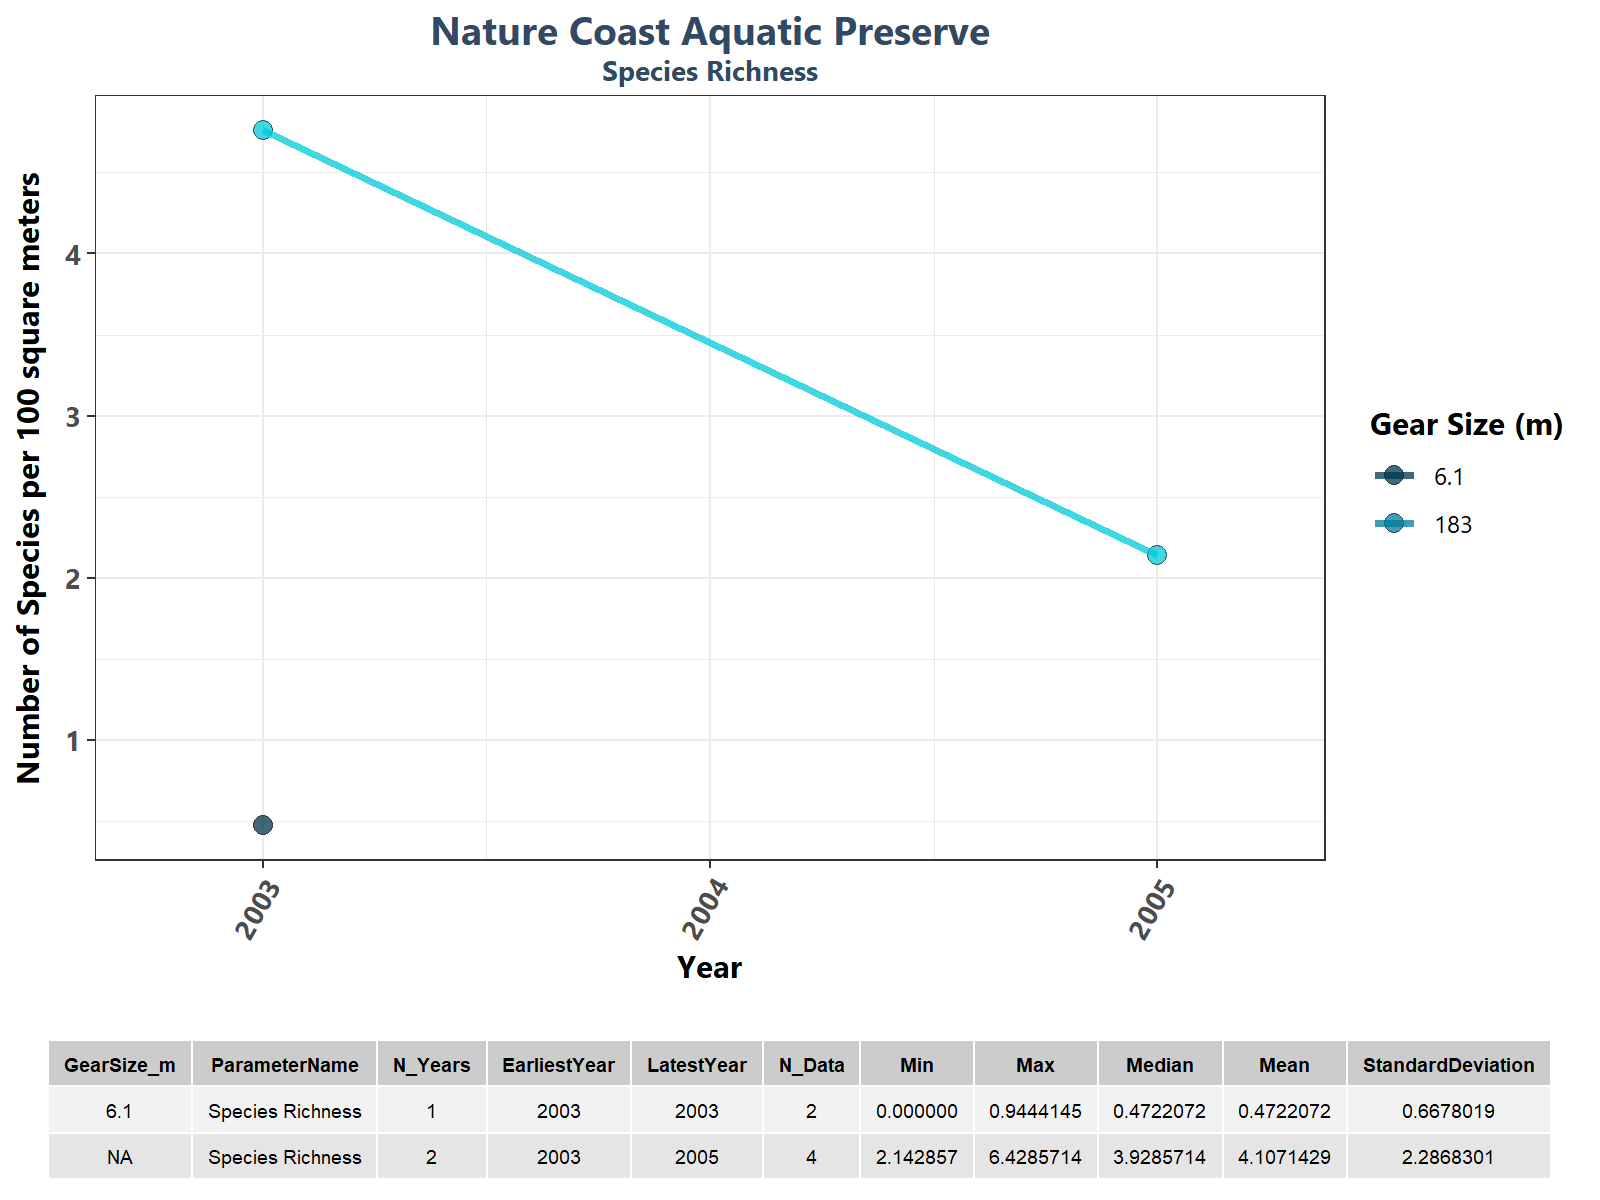 Nature Coast Aquatic Preserve
Species Richness
Number of Species per 100 square meters
4
3
2
1
2003
2004
2005
Year
Gear Size (m)
6.1
183
GearSize_m ParameterName N_Years EarliestYear LatestYear N_Data Min Max Median Mean StandardDeviation
6.1 Species Richness 1 2003 2003 2 0.000000 0.9444145 0.4722072 0.4722072 0.6678019
NA Species Richness 2 2003 2005 4 2.142857 6.4285714 3.9285714 4.1071429 2.2868301